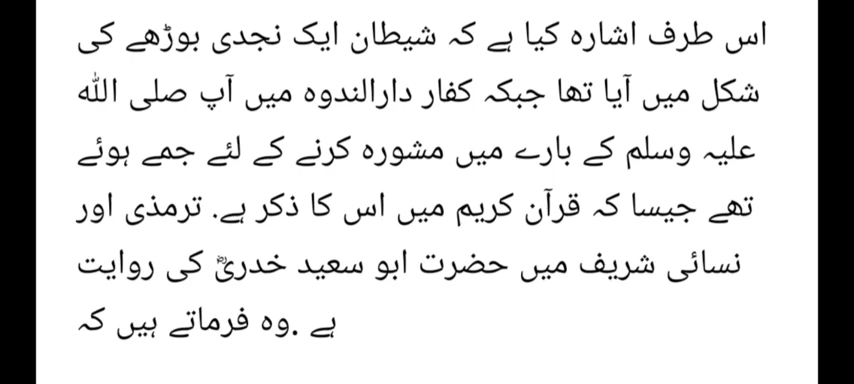 اس طرف اشارہ کیا ہے کہ شیطان ایک نجدی بوڑھے کی
شکل میں آیا تھا جبکہ کفار دارالندوہ میں آپ صلی اللہ
علیہ وسلم کے بارے میں مشورہ کرنے کے لئے جمے ہوئے
تھے جیسا کہ قرآن کریم میں اس کا ذکر ہے. ترمذی اور
نسائی شریف میں حضرت ابو سعید خدریؓ کی روایت
ہے .وہ فرماتے ہیں کہ